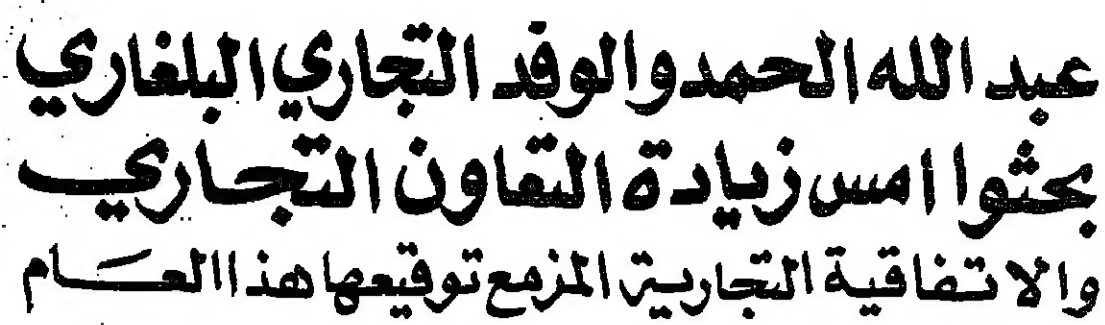 عبد الله الحمد والوفد التجاري البلغاري
بحثوا امس زيادة التعاون التجاري
والاتفاقية التجارية المزمع توقيعها هذا العام